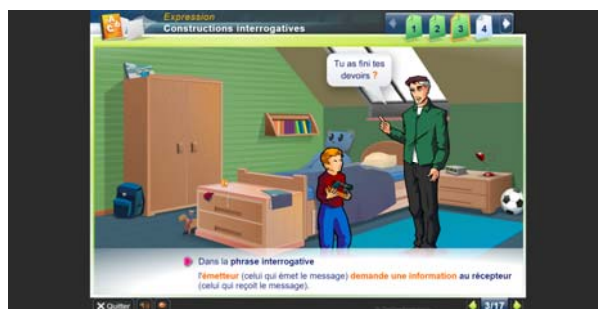 Expression
Constructions interrogatives
1 2 3 4
Tu as fini tes
devoirs ?
Dans la phrase interrogative
l'émetteur (celui qui émet le message) demande une information au récepteur
(celui qui reçoit le message).
Quitter
3/17